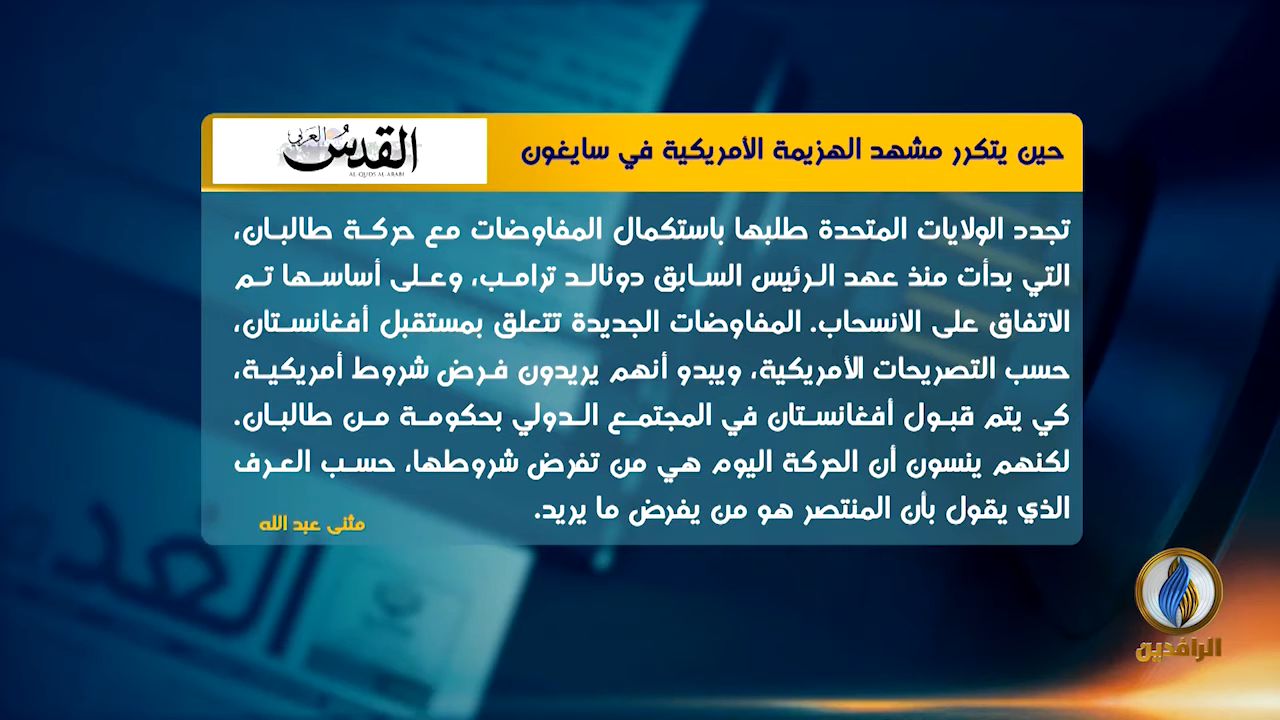 حين يتكرر مشهد الهزيمة الأمريكية في سايغون
القدس العربي
AL-QUDS AL-ARABI
تجدد الولايات المتحدة طلبها باستكمال المفاوضات مع حركة طالبان،
التي بدأت منذ عهد الرئيس السابق دونالد ترامب، وعلى أساسها تم
الاتفاق على الانسحاب. المفاوضات الجديدة تتعلق بمستقبل أفغانستان،
حسب التصريحات الأمريكية، ويبدو أنهم يريدون فرض شروط أمريكية،
كي يتم قبول أفغانستان في المجتمع الدولي بحكومة من طالبان.
لكنهم ينسون أن الحركة اليوم هي من تفرض شروطها، حسب العرف
الذي يقول بأن المنتصر هو من يفرض ما يريد.
مثنى عبد الله
الغد
الرافدين